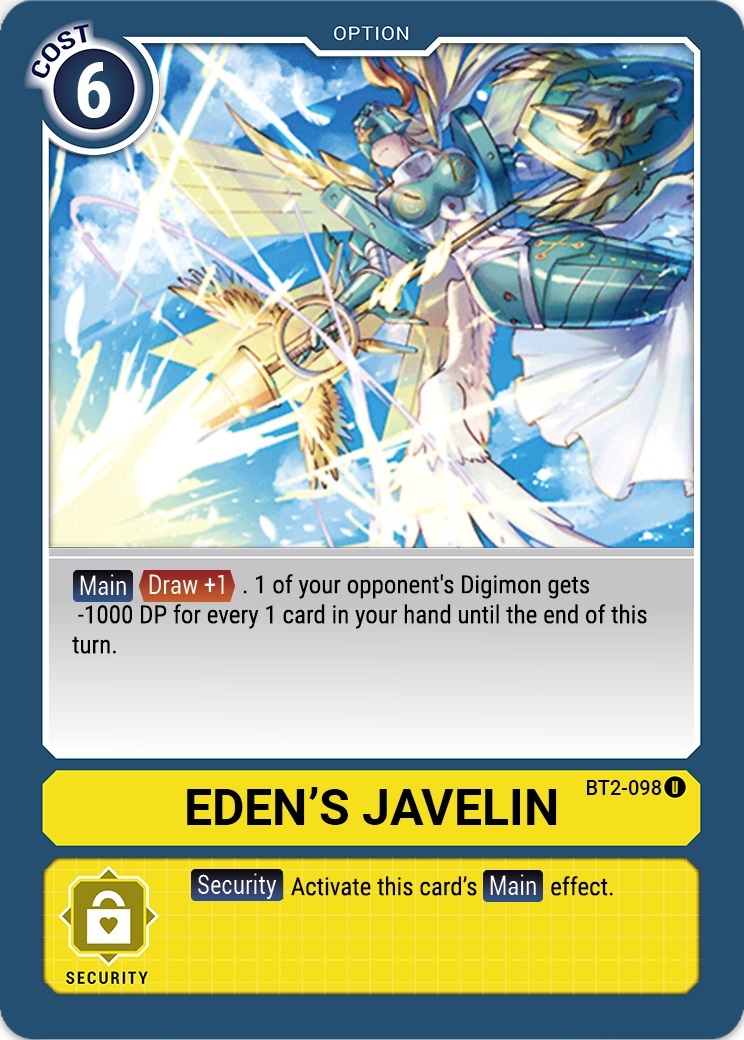 OPTION
COST
6
Main Draw +1 . 1 of your opponent's Digimon gets
-1000 DP for every 1 card in your hand until the end of this
turn.
BT2-098 U
EDEN’S JAVELIN
Security Activate this card’s Main effect.
SECURITY